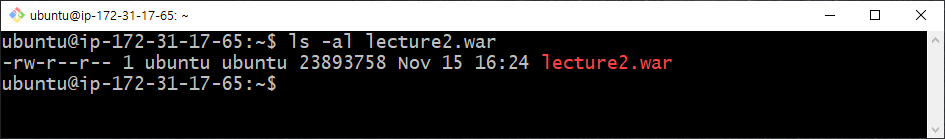 ubuntu@ip-172-31-17-65: ~
ubuntu@ip-172-31-17-65:~$ ls -al lecture2.war
-rw-r--r-- 1 ubuntu ubuntu 23893758 Nov 15 16:24 lecture2.war
ubuntu@ip-172-31-17-65:~$